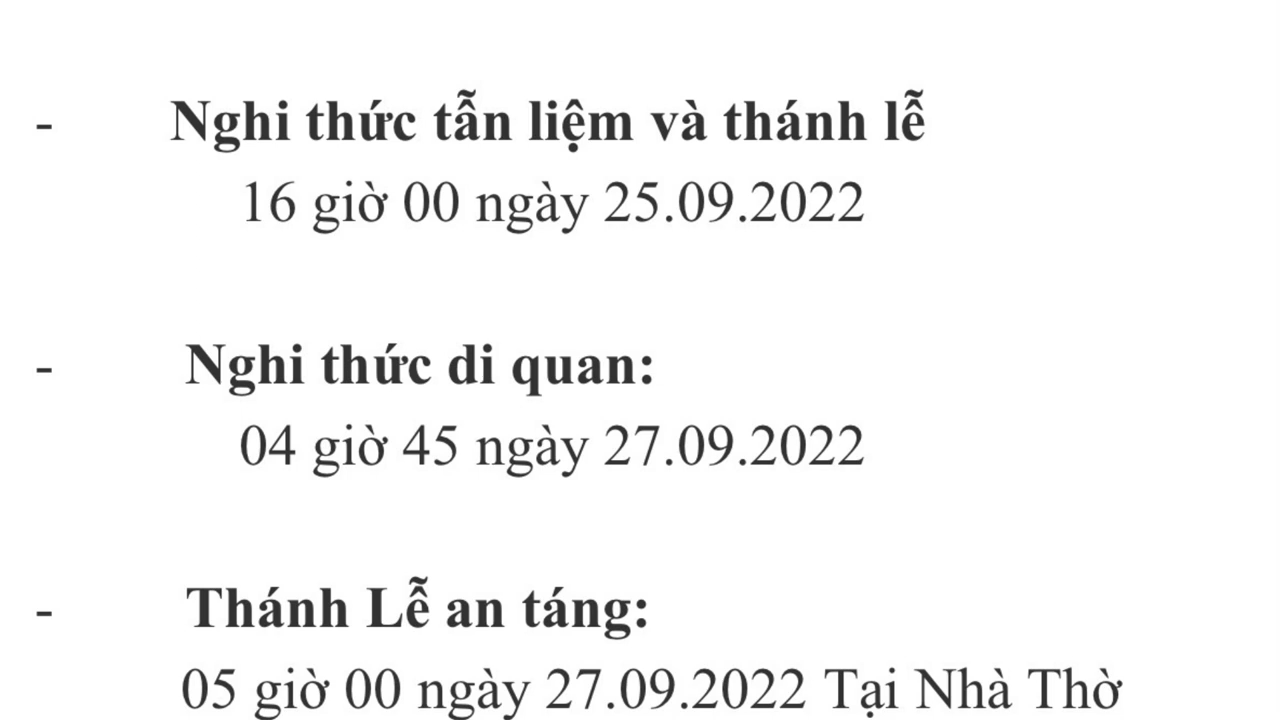 - Nghi thức tẫn liệm và thánh lễ
16 giờ 00 ngày 25.09.2022
- Nghi thức di quan:
04 giờ 45 ngày 27.09.2022
- Thánh Lễ an táng:
05 giờ 00 ngày 27.09.2022 Tại Nhà Thờ